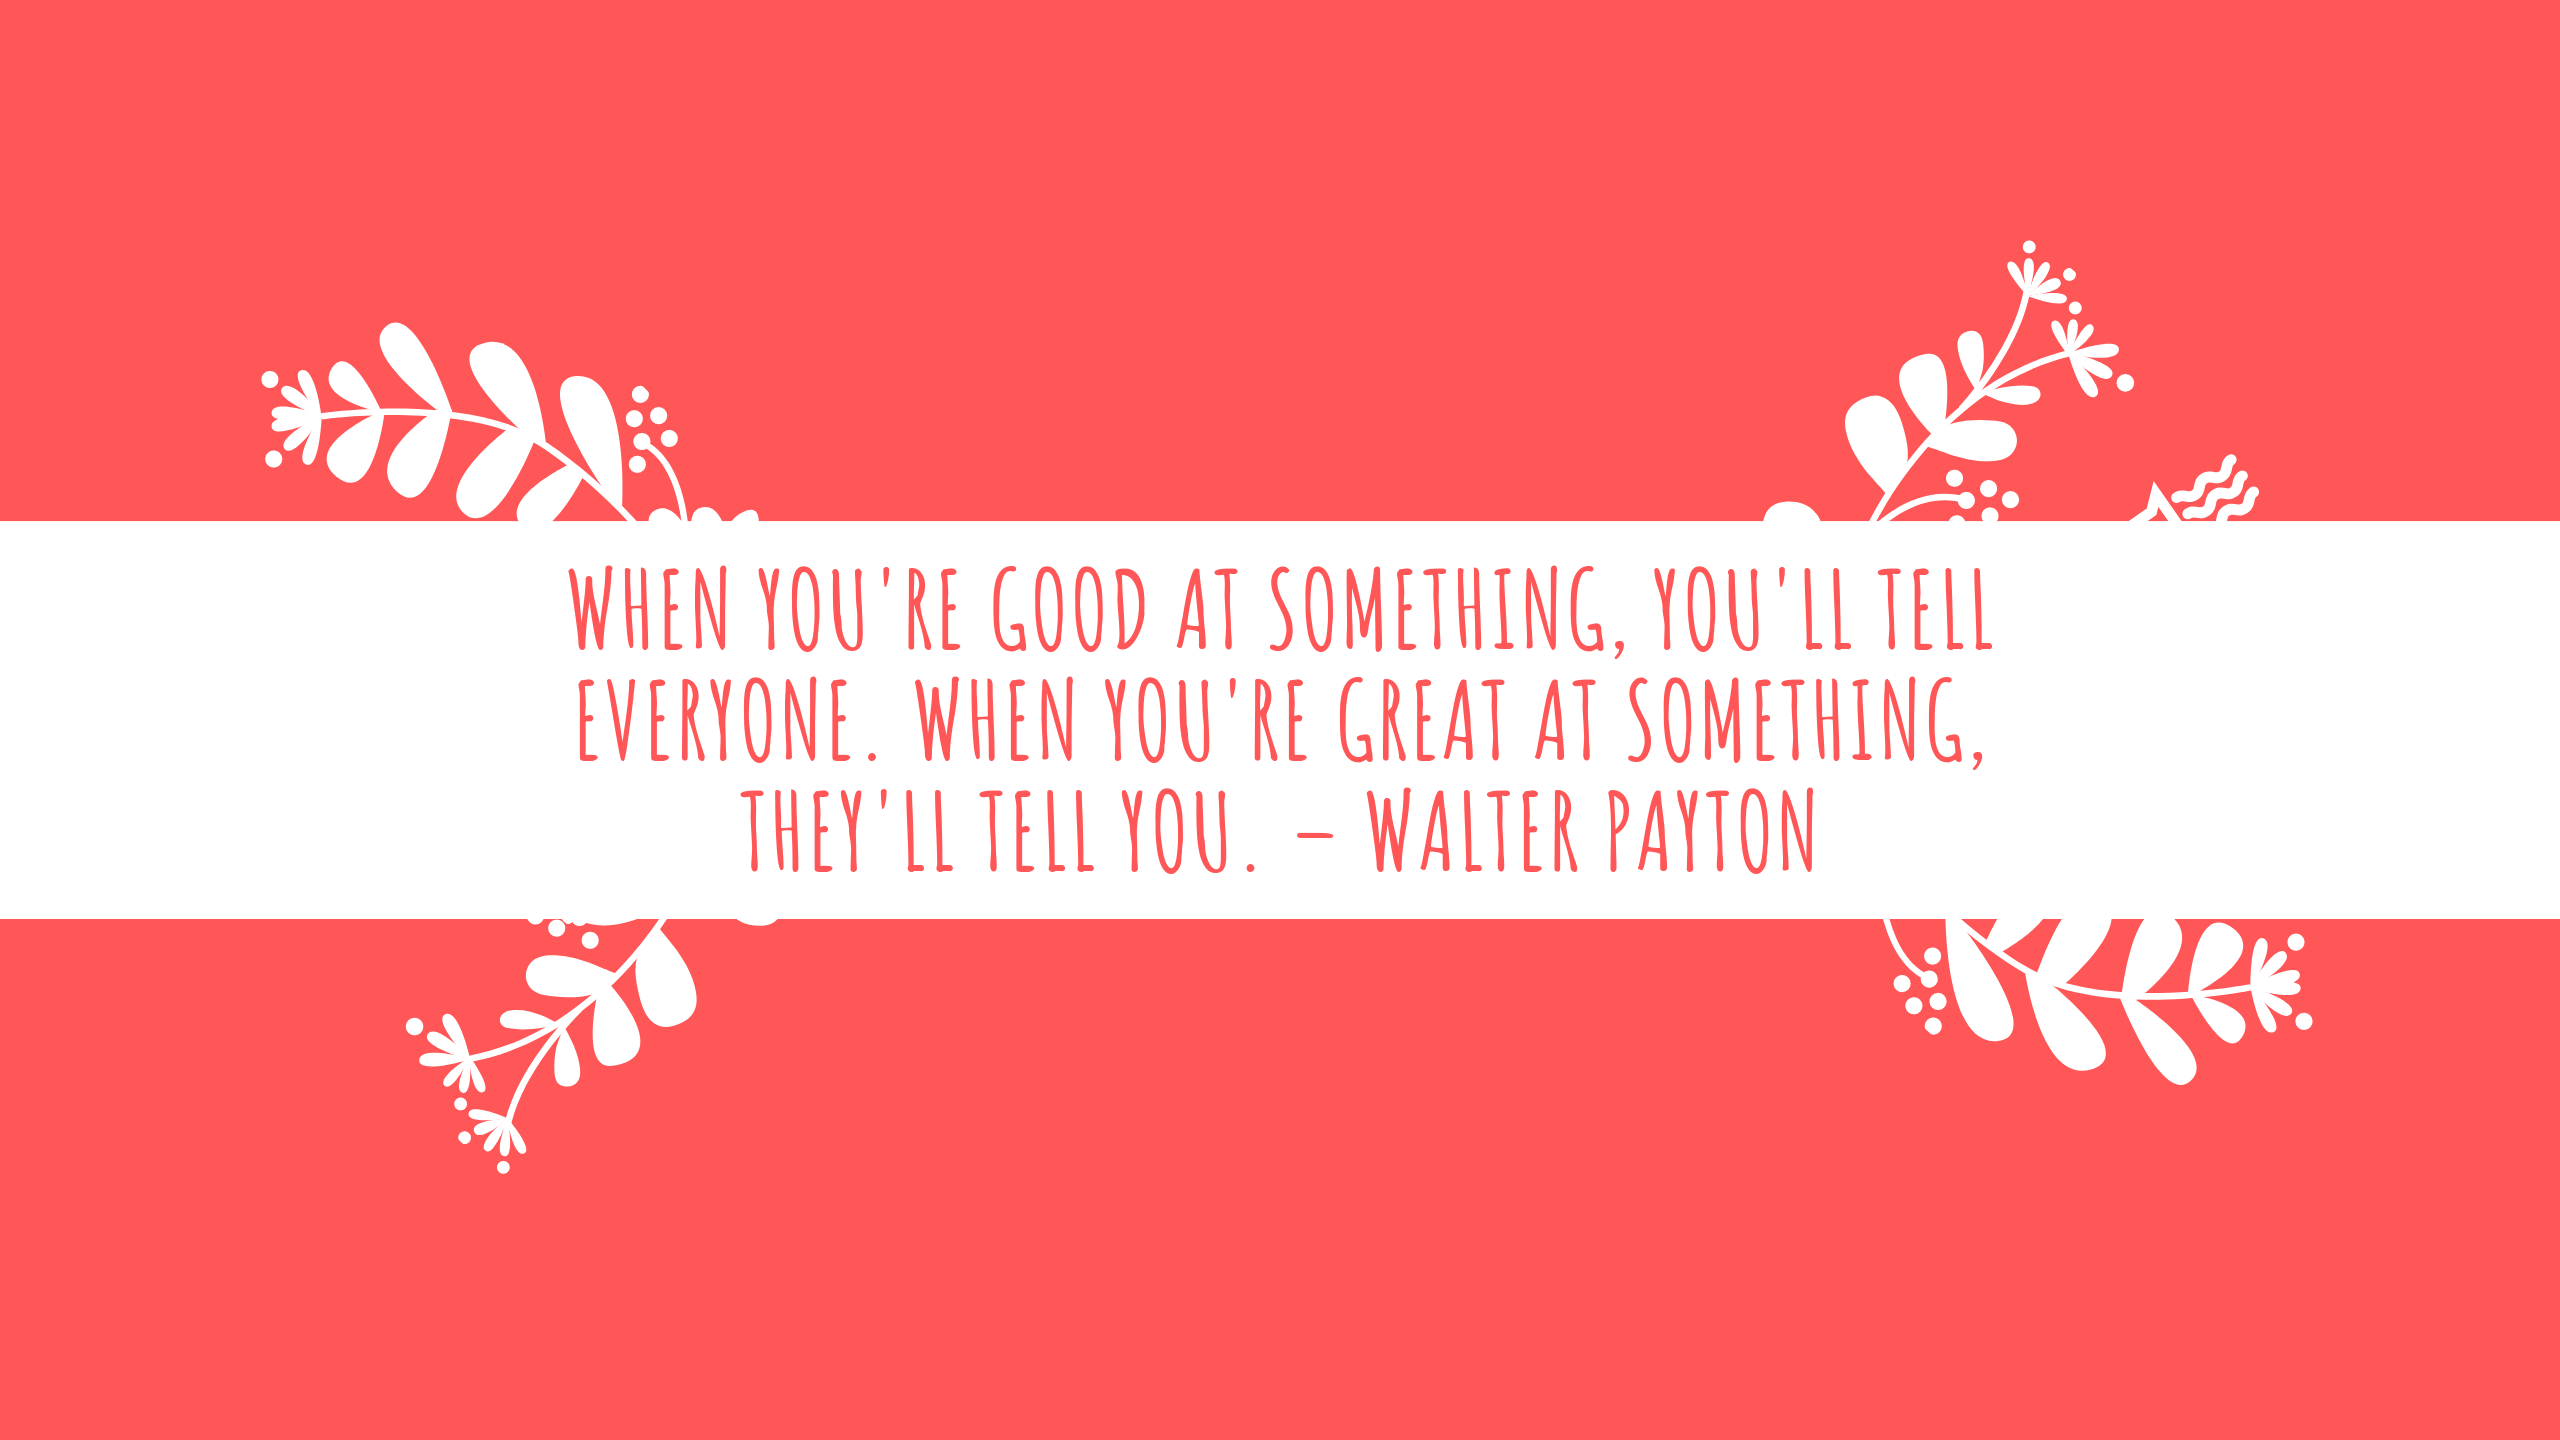 WHEN YOU'RE GOOD AT SOMETHING, YOU'LL TELL
EVERYONE. WHEN YOU'RE GREAT AT SOMETHING,
THEY'LL TELL YOU. – WALTER PAYTON